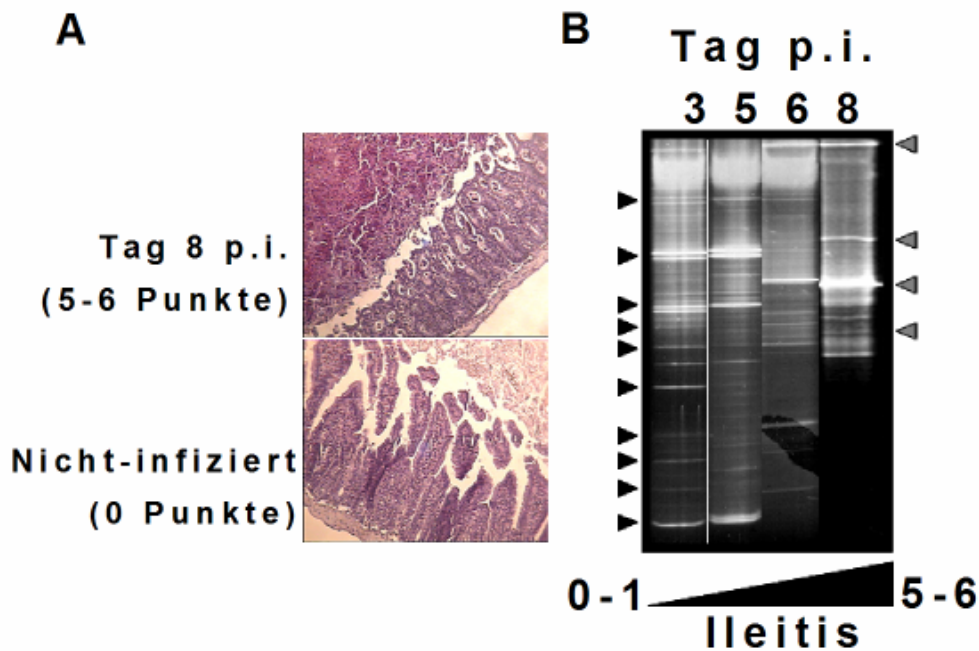 A
Tag 8 p.i.
(5-6 Punkte)
Nicht-infiziert
(0 Punkte)
B
Tag p.i.
3 5 6 8
0-1
5-6
Ileitis